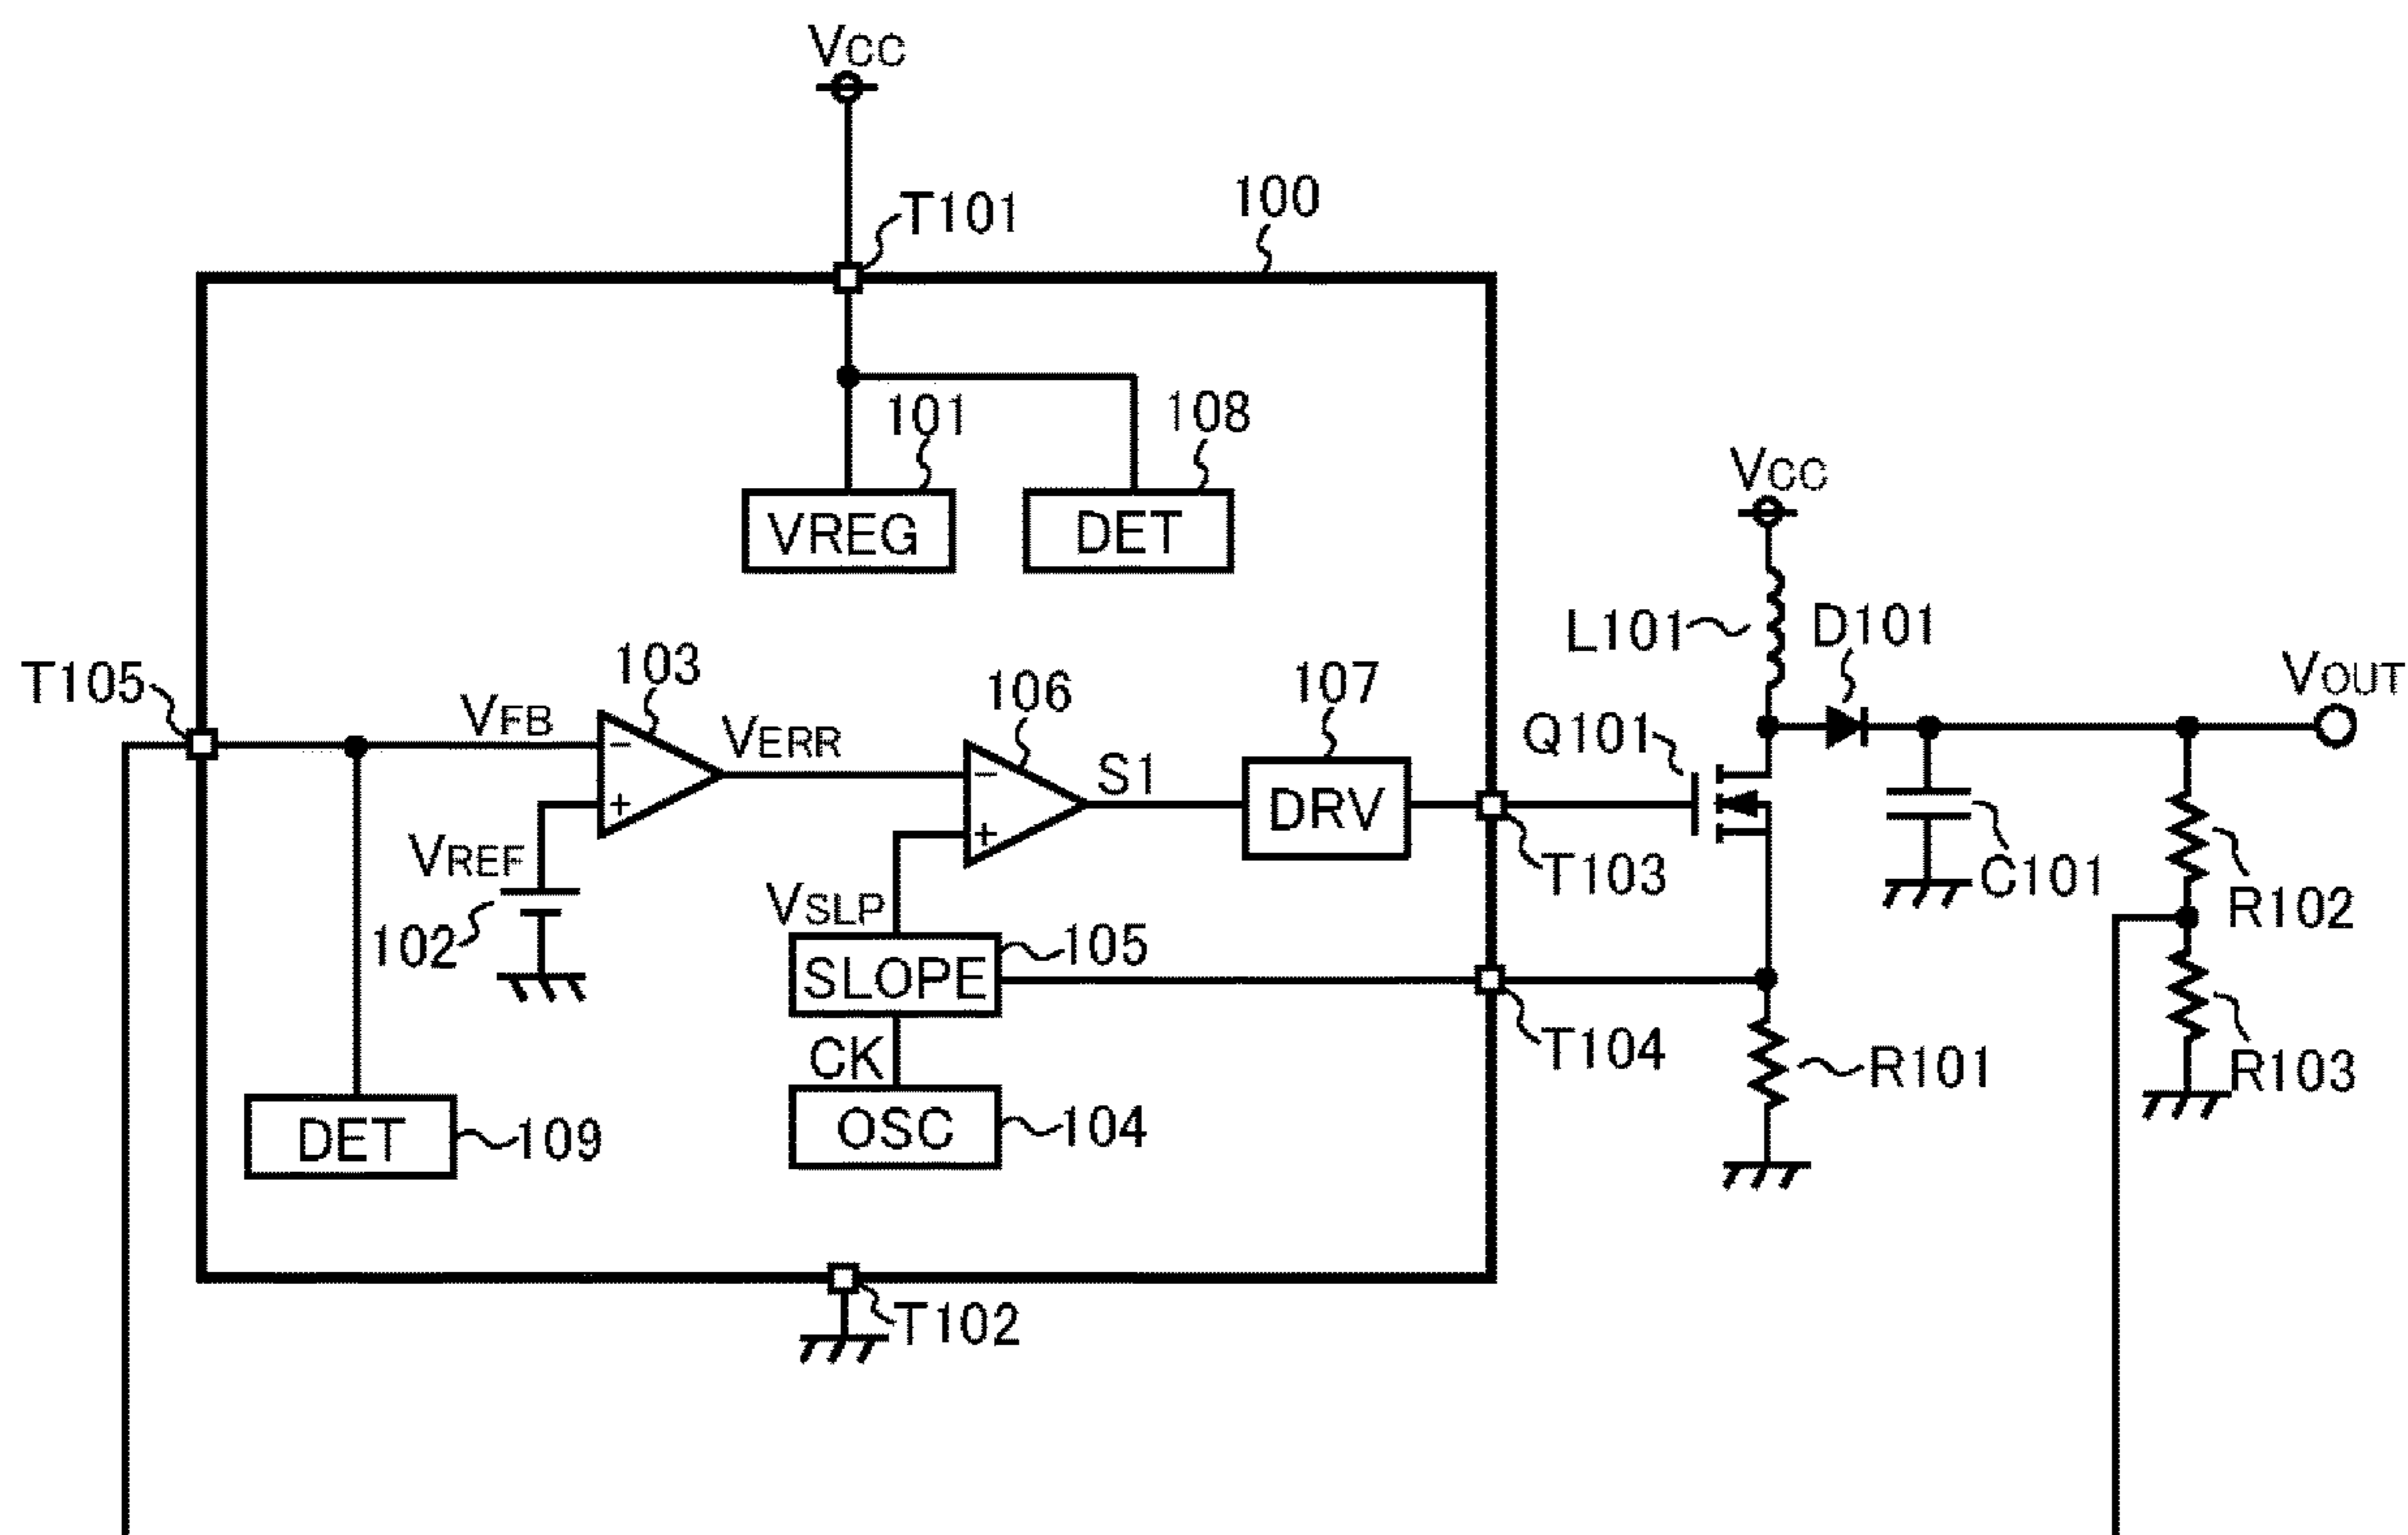 VCC
T101
100
101
108
VREG
DET
VCC
L101
D101
VOUT
T105
VFB
103
VERR
106
S1
107
DRV
Q101
−
+
−
+
VREF
102
VSLP
105
SLOPE
T103
C101
R102
T104
R101
R103
CK
OSC
104
DET
109
T102